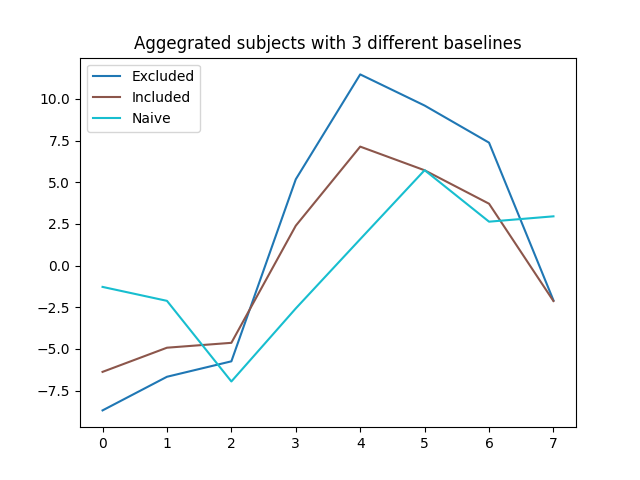 Aggegrated subjects with 3 different baselines
Excluded
Included
Naive
10.0
7.5
5.0
2.5
0.0
−2.5
−5.0
−7.5
0 1 2 3 4 5 6 7